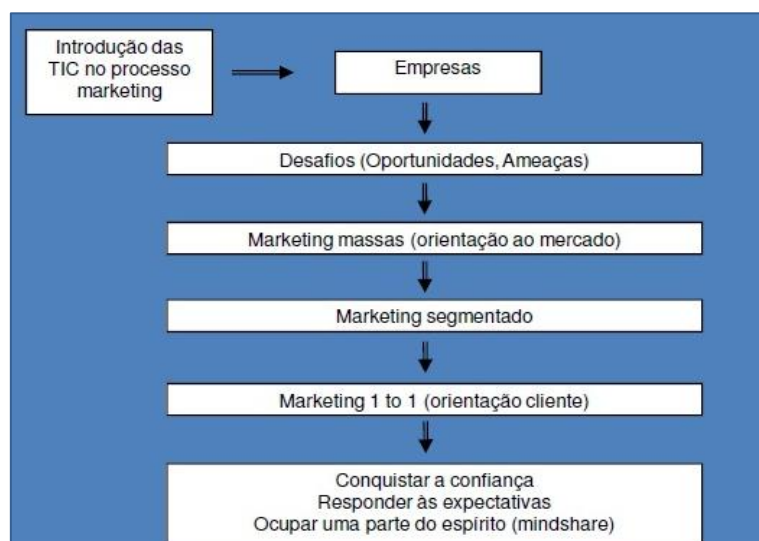 Introdução das
TIC no processo
marketing
Empresas
Desafios (Oportunidades, Ameaças)
Marketing massas (orientação ao mercado)
Marketing segmentado
Marketing 1 to 1 (orientação cliente)
Conquistar a confiança
Responder às expectativas
Ocupar uma parte do espírito (mindshare)